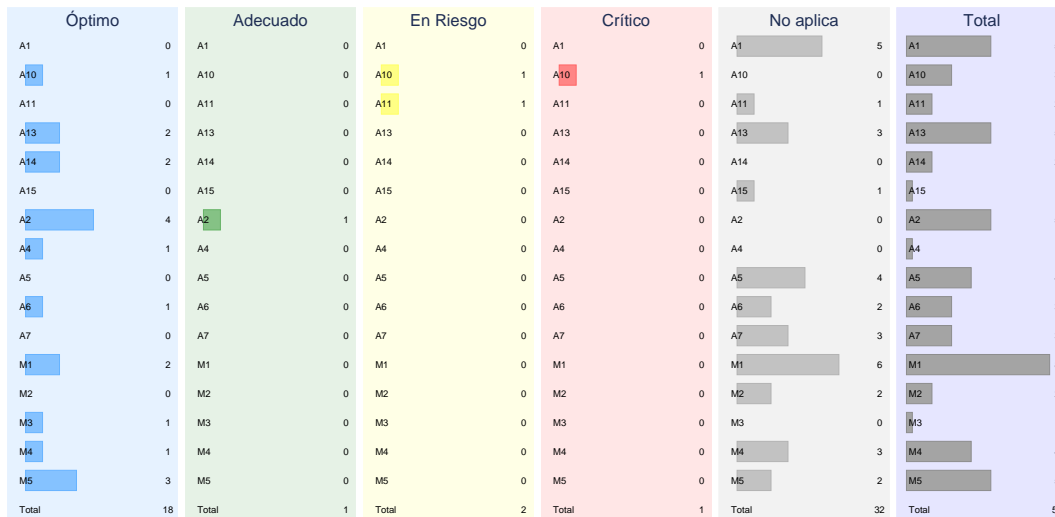 Óptimo Adecuado En Riesgo Crítico No aplica Total
A1 0 A1 0 A1 0 A1 0 A1 5 A1
A10 1 A10 0 A10 1 A10 1 A10 0 A10
A11 0 A11 0 A11 1 A11 0 A11 1 A11
A13 2 A13 0 A13 0 A13 0 A13 3 A13
A14 2 A14 0 A14 0 A14 0 A14 0 A14
A15 0 A15 0 A15 0 A15 0 A15 1 A15
A2 4 A2 1 A2 0 A2 0 A2 0 A2
A4 1 A4 0 A4 0 A4 0 A4 0 A4
A5 0 A5 0 A5 0 A5 0 A5 4 A5
A6 1 A6 0 A6 0 A6 0 A6 2 A6
A7 0 A7 0 A7 0 A7 0 A7 3 A7
M1 2 M1 0 M1 0 M1 0 M1 6 M1
M2 0 M2 0 M2 0 M2 0 M2 2 M2
M3 1 M3 0 M3 0 M3 0 M3 0 M3
M4 1 M4 0 M4 0 M4 0 M4 3 M4
M5 3 M5 0 M5 0 M5 0 M5 2 M5
Total 18 Total 1 Total 2 Total 1 Total 32 Total